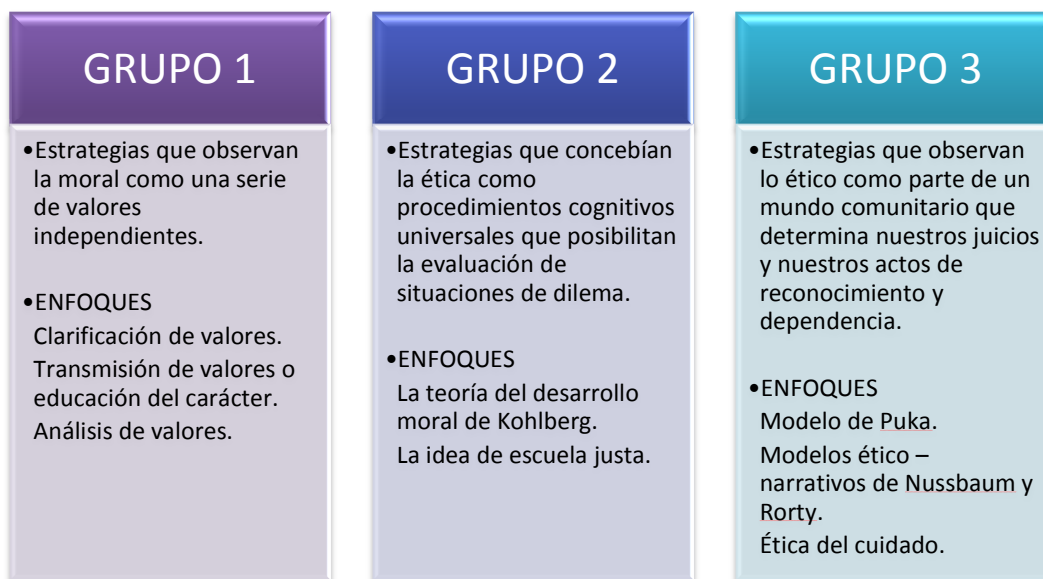 GRUPO 1
•Estrategias que observan
la moral como una serie
de valores
independientes.
•ENFOQUES
Clarificación de valores.
Transmisión de valores o
educación del carácter.
Análisis de valores.
GRUPO 2
•Estrategias que concebían
la ética como
procedimientos cognitivos
universales que posibilitan
la evaluación de
situaciones de dilema.
•ENFOQUES
La teoría del desarrollo
moral de Kohlberg.
La idea de escuela justa.
GRUPO 3
•Estrategias que observan
lo ético como parte de un
mundo comunitario que
determina nuestros juicios
y nuestros actos de
reconocimiento y
dependencia.
•ENFOQUES
Modelo de Puka.
Modelos ético –
narrativos de Nussbaum y
Rorty.
Ética del cuidado.